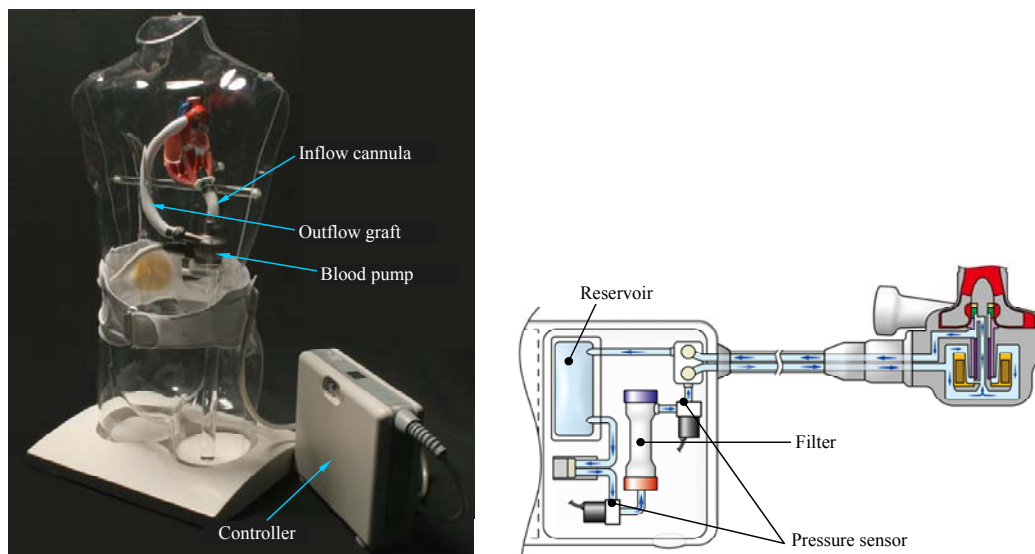 Inflow cannula
Outflow graft
Blood pump
Controller
Reservoir
Filter
Pressure sensor